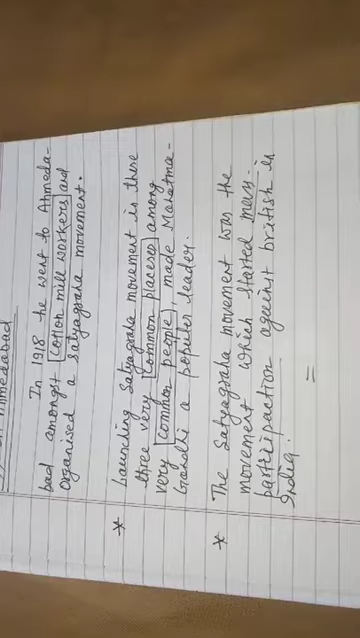 Ahmedabad
In 1918 he went to Ahmeda-
bad amongst cotton mill workers and
organised a satyagraha movement.
* Launching Satyagraha movement in these
three very common placeses among
very common people, made Mahatma-
Gandhi a populer leader.
* The Satyagraha movement was the
movement which started mass-
participation against british in
India.
=